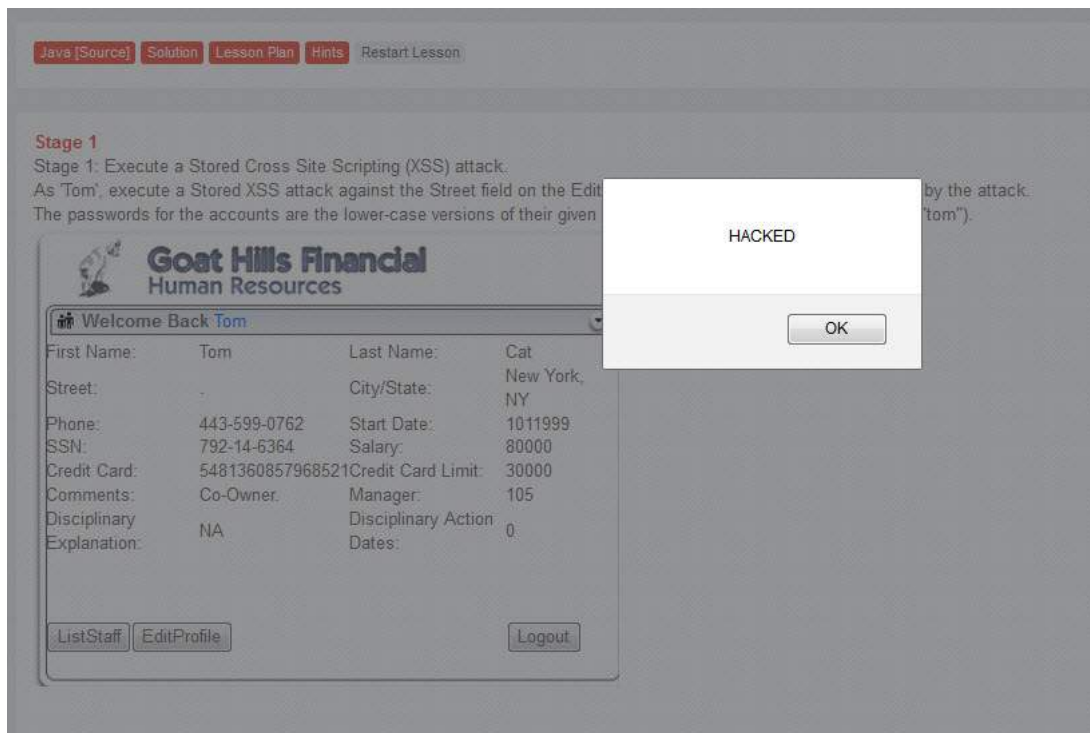 Java [Source] Solution Lesson Plan Hints Restart Lesson
Stage 1
Stage 1: Execute a Stored Cross Site Scripting (XSS) attack.
As 'Tom', execute a Stored XSS attack against the Street field on the Edit by the attack.
The passwords for the accounts are the lower-case versions of their given "tom").
HACKED
OK
Goat Hills Financial
Human Resources
Welcome Back Tom
First Name: Tom Last Name: Cat
Street: . City/State: New York,
NY
Phone: 443-599-0762 Start Date: 1011999
SSN: 792-14-6364 Salary: 80000
Credit Card: 5481360857968521 Credit Card Limit: 30000
Comments: Co-Owner. Manager: 105
Disciplinary
Explanation: NA Disciplinary Action
Dates: 0
ListStaff EditProfile Logout